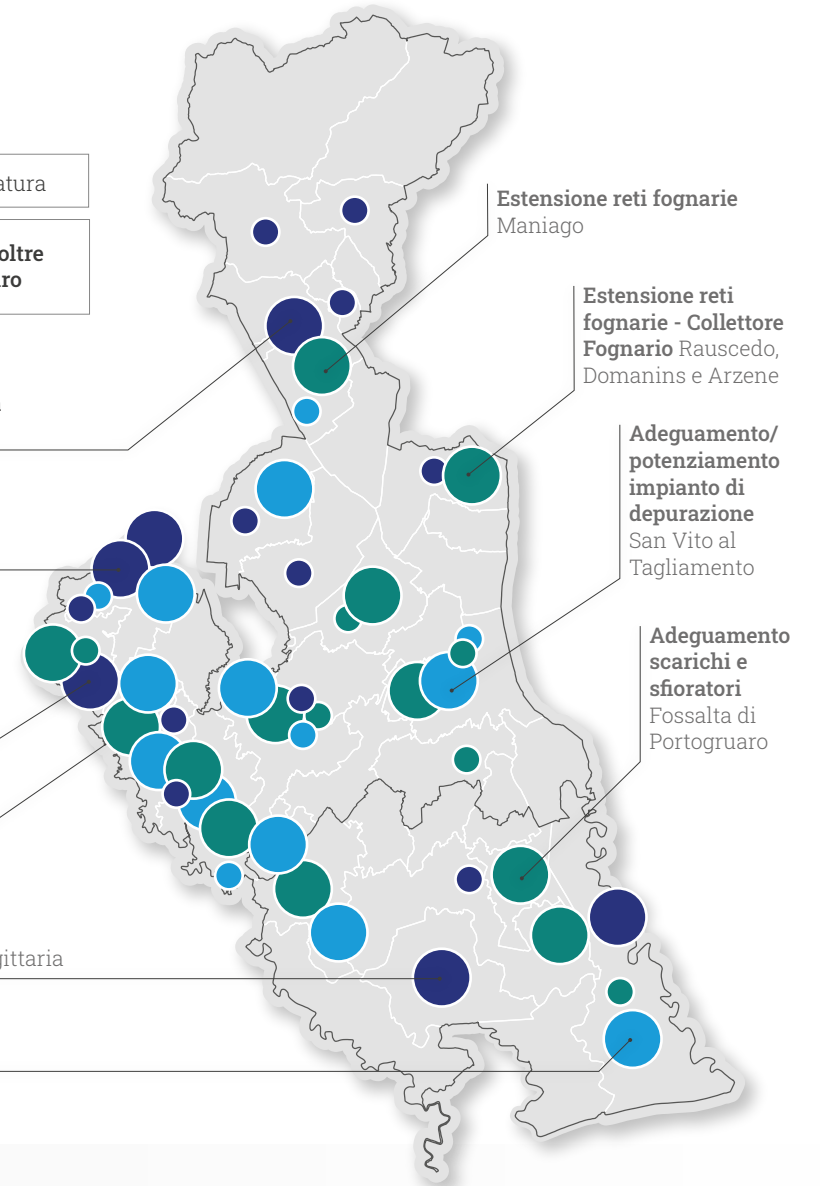 atura
oltre
ro
Estensione reti fognarie
Maniago
Estensione reti
fognarie - Collettore
Fognario Rauscedo,
Domanins e Arzene
Adeguamento/
potenziamento
impianto di
depurazione
San Vito al
Tagliamento
Adeguamento
scarichi e
sfioratori
Fossalta di
Portogruaro
gittaria